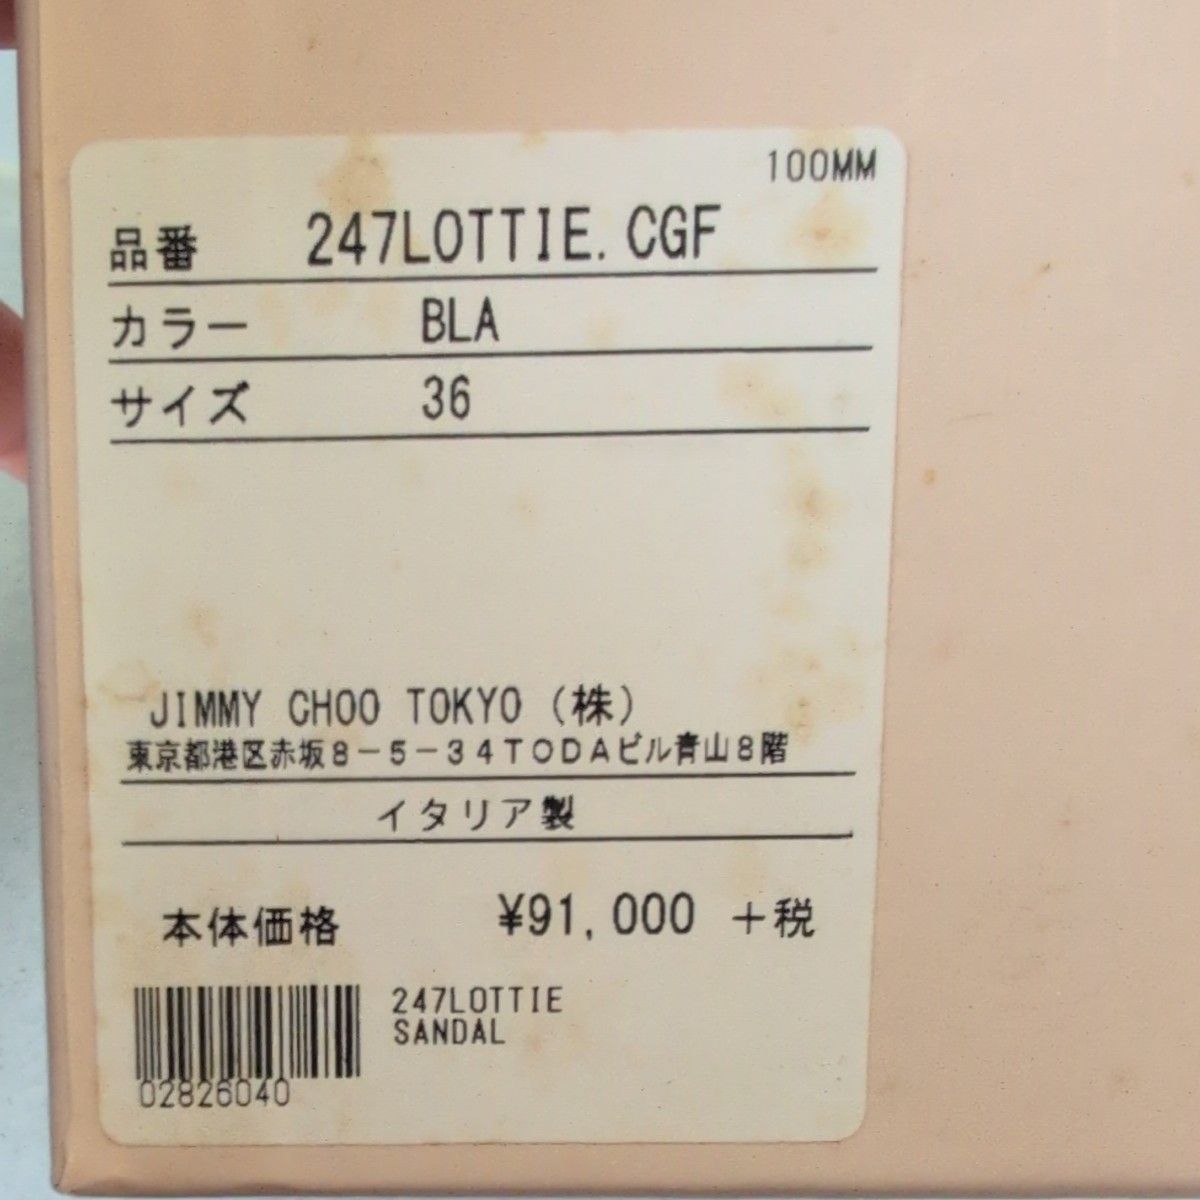 100MM
品番 247LOTTIE.CGF
カラー BLA
サイズ 36
JIMMY CHOO TOKYO（株）
東京都港区赤坂８－５－３４ＴＯＤＡビル青山８階
イタリア製
本体価格 ¥91,000 ＋税
247LOTTIE
SANDAL
02826040